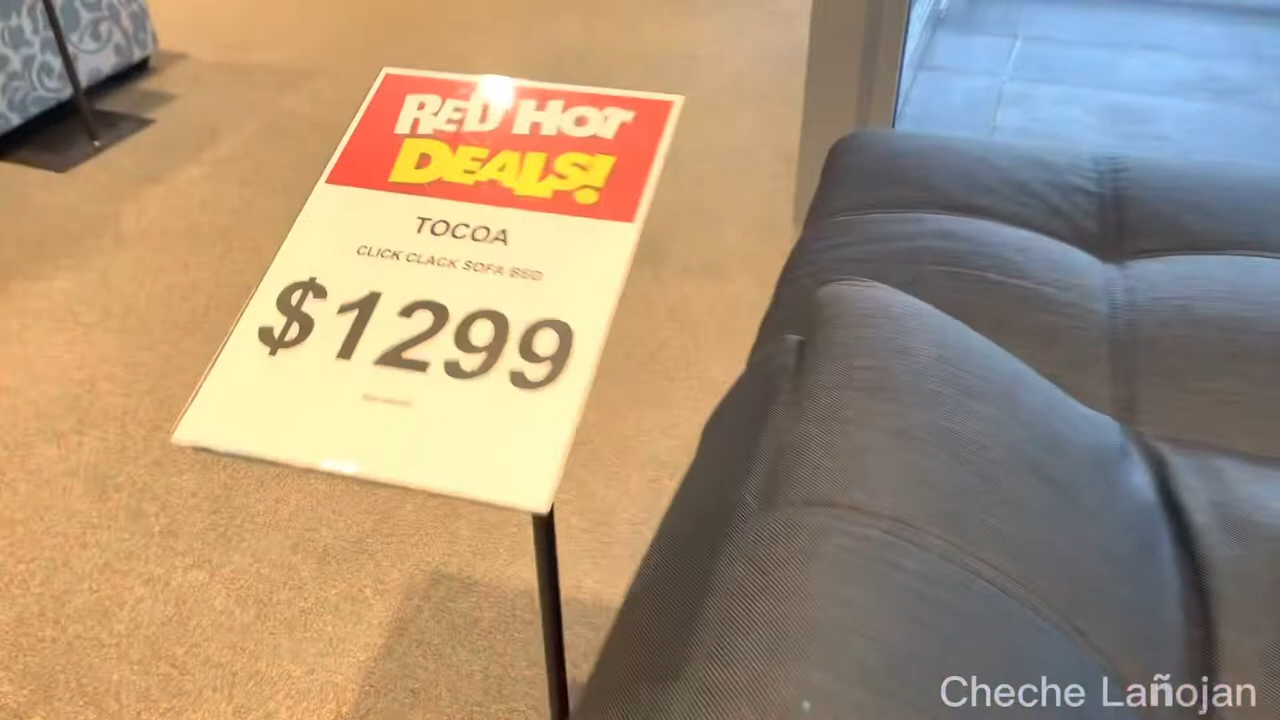 RED HOT
DEALS!
TOCOA
CLICK CLACK SOFA BED
$1299
Cheche Lañojan